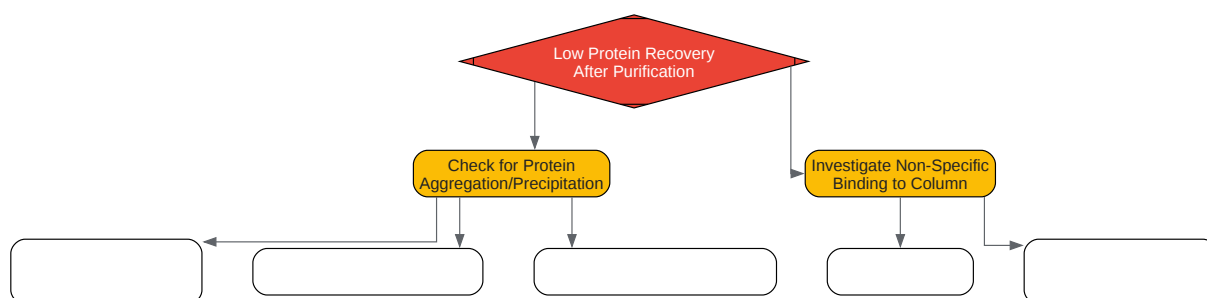 Low Protein Recovery
After Purification
Check for Protein
Aggregation/Precipitation
Investigate Non-Specific
Binding to Column